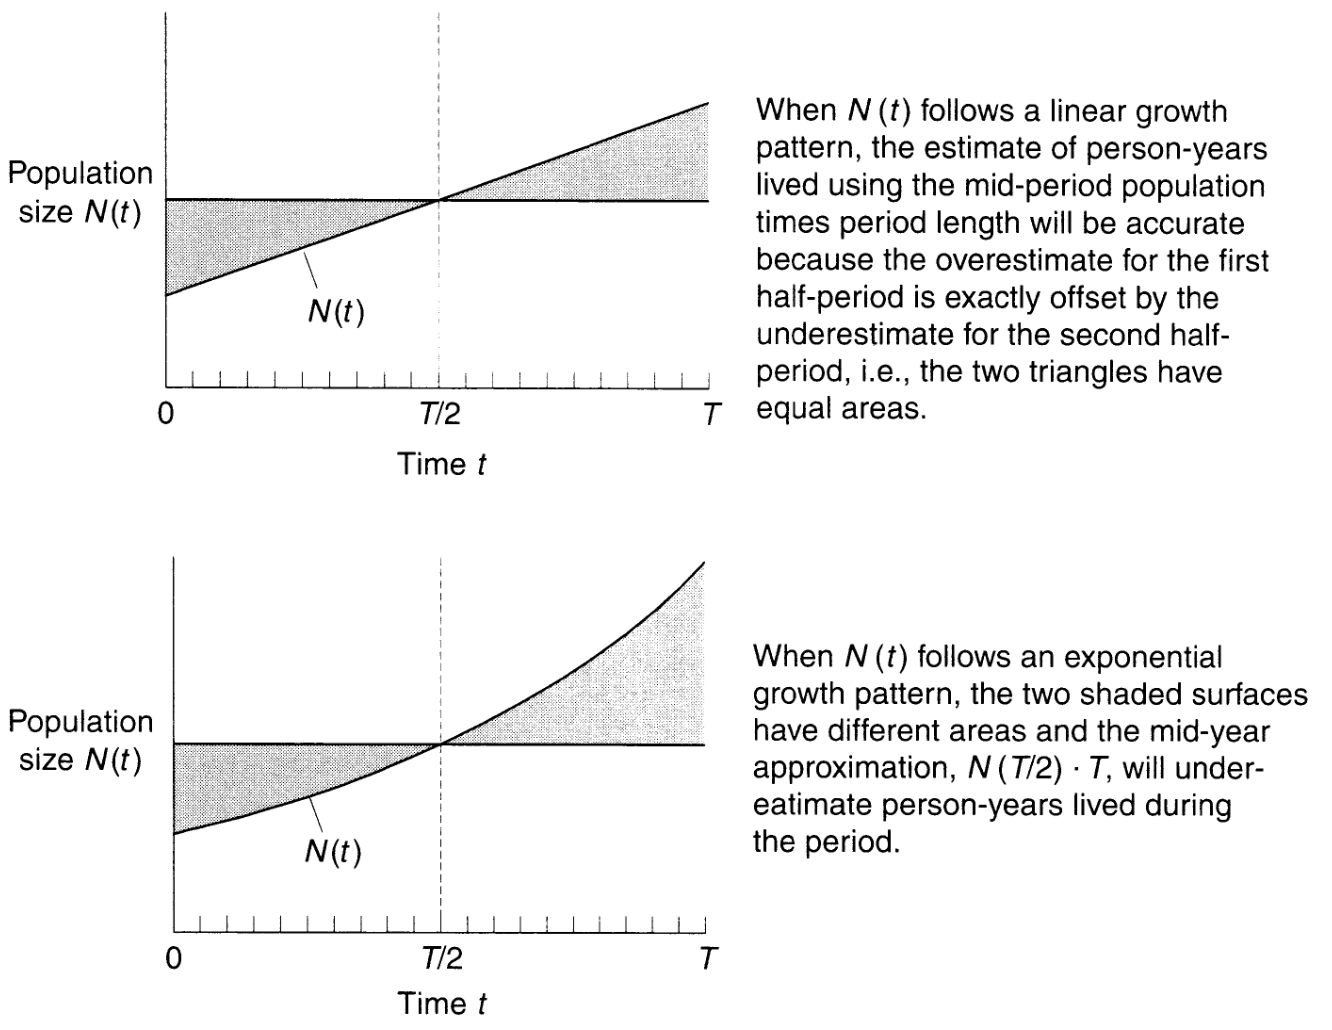 Population
size N(t)
N(t)
0 T/2 T
Time t
When N (t) follows a linear growth
pattern, the estimate of person-years
lived using the mid-period population
times period length will be accurate
because the overestimate for the first
half-period is exactly offset by the
underestimate for the second half-
period, i.e., the two triangles have
equal areas.
Population
size N(t)
N(t)
0 T/2 T
Time t
When N (t) follows an exponential
growth pattern, the two shaded surfaces
have different areas and the mid-year
approximation, N (T/2) · T, will under-
eatimate person-years lived during
the period.